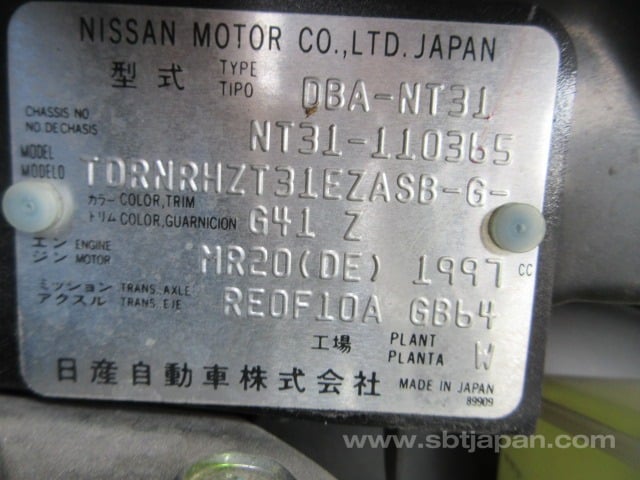 NISSAN MOTOR CO.,LTD. JAPAN
型式 TYPE TIPO DBA-NT31
CHASSIS NO
NO.DECHASIS NT31-110365
MODEL
MODELO TDRNRHZT31EZASB-G-
カラー COLOR,TRIM
トリム COLOR,GUARNICION G41 Z
エン ENGINE
ジン MOTOR MR20(DE) 1997 CC
ミッション TRANS. AXLE
アクスル TRANS. EJE RE0F10A GB64
工場 PLANT
PLANTA W
日産自動車株式会社 MADE IN JAPAN
89909
www.sbtjapan.com